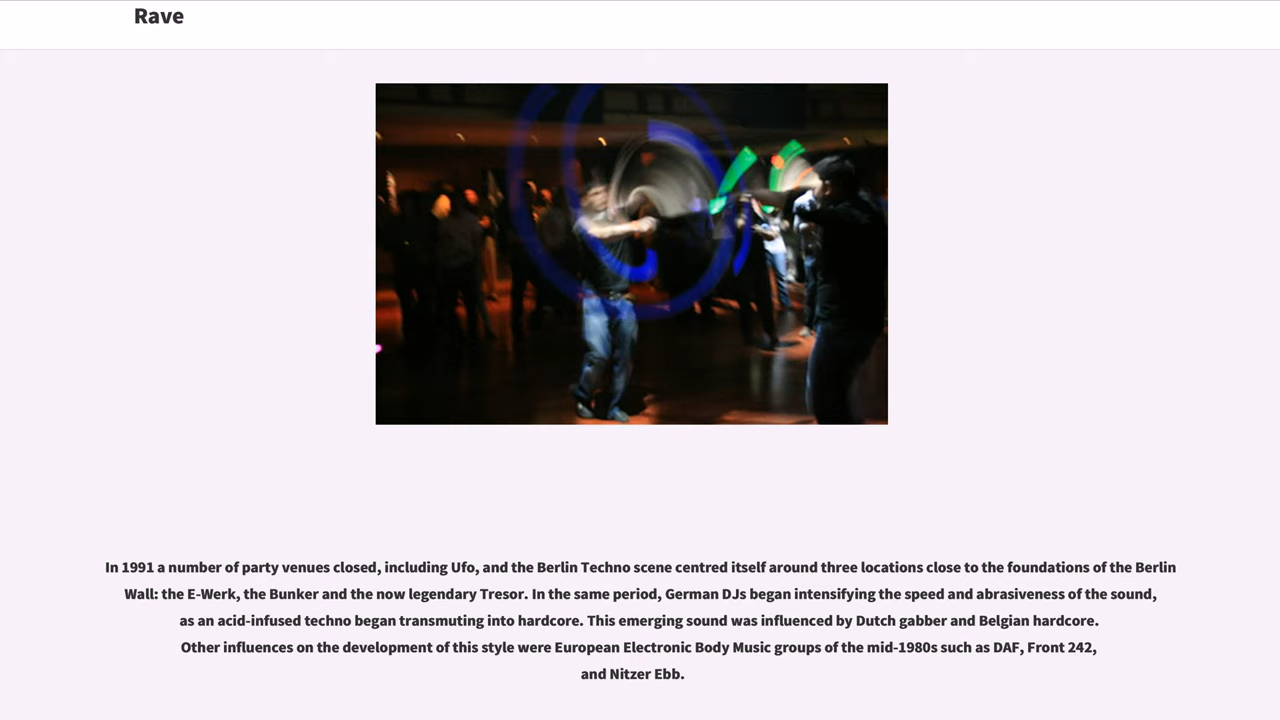 Rave
In 1991 a number of party venues closed, including Ufo, and the Berlin Techno scene centred itself around three locations close to the foundations of the Berlin
Wall: the E-Werk, the Bunker and the now legendary Tresor. In the same period, German DJs began intensifying the speed and abrasiveness of the sound,
as an acid-infused techno began transmuting into hardcore. This emerging sound was influenced by Dutch gabber and Belgian hardcore.
Other influences on the development of this style were European Electronic Body Music groups of the mid-1980s such as DAF, Front 242,
and Nitzer Ebb.